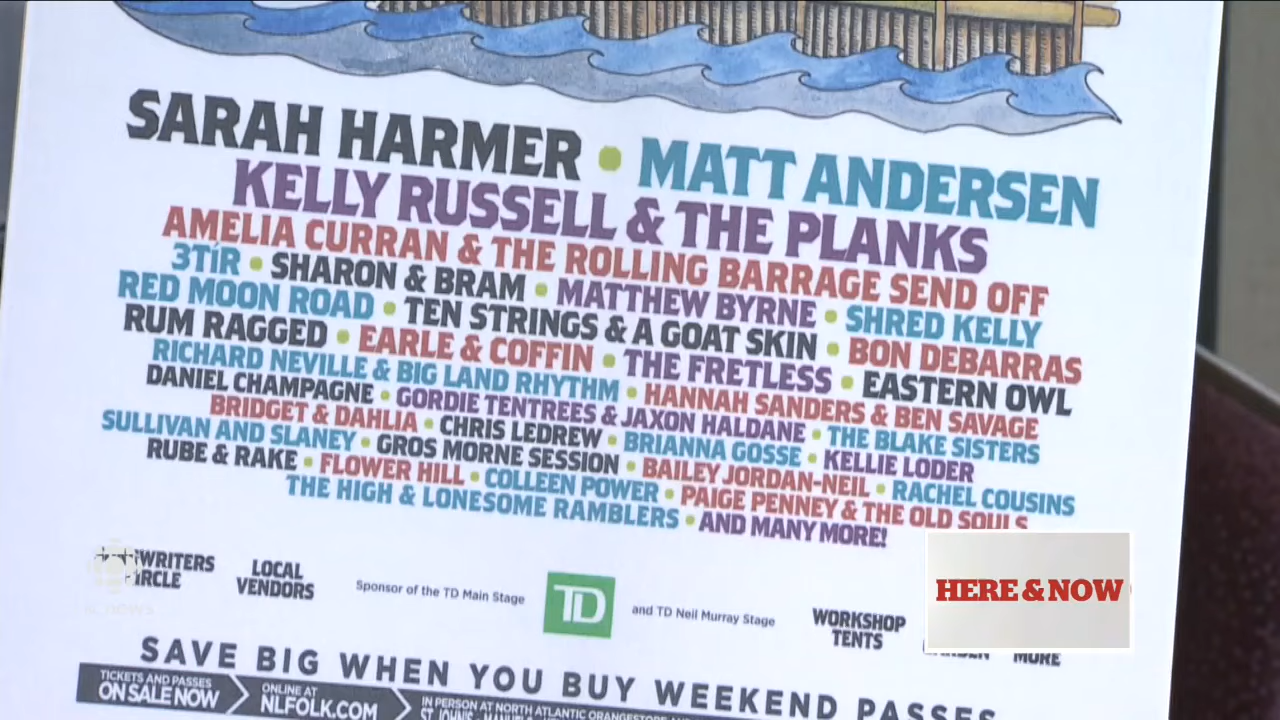 SARAH HARMER • MATT ANDERSEN
KELLY RUSSELL & THE PLANKS
AMELIA CURRAN & THE ROLLING BARRAGE SEND OFF
3TÍR • SHARON & BRAM • MATTHEW BYRNE • SHRED KELLY
RED MOON ROAD • TEN STRINGS & A GOAT SKIN • BON DEBARRAS
RUM RAGGED • EARLE & COFFIN • THE FRETLESS • EASTERN OWL
RICHARD NEVILLE & BIG LAND RHYTHM • HANNAH SANDERS & BEN SAVAGE
DANIEL CHAMPAGNE • GORDIE TENTREES & JAXON HALDANE • THE BLAKE SISTERS
BRIDGET & DAHLIA • CHRIS LEDREW • BRIANNA GOSSE • KELLIE LODER
SULLIVAN AND SLANEY • GROS MORNE SESSION • BAILEY JORDAN-NEIL • RACHEL COUSINS
RUBE & RAKE • FLOWER HILL • COLLEEN POWER • PAIGE PENNEY & THE OLD SOULS
THE HIGH & LONESOME RAMBLERS • AND MANY MORE!
LOCAL
VENDORS
Sponsor of the TD Main Stage
TD
and TD Neil Murray Stage
WORKSHOP
TENTS
MORE
HERE & NOW
NL NEWS
SAVE BIG WHEN YOU BUY WEEKEND PASSES
TICKETS AND PASSES
ON SALE NOW
ONLINE AT
NLFOLK.COM
IN PERSON AT NORTH ATLANTIC ORANGESTORE
ST. JOHN'S